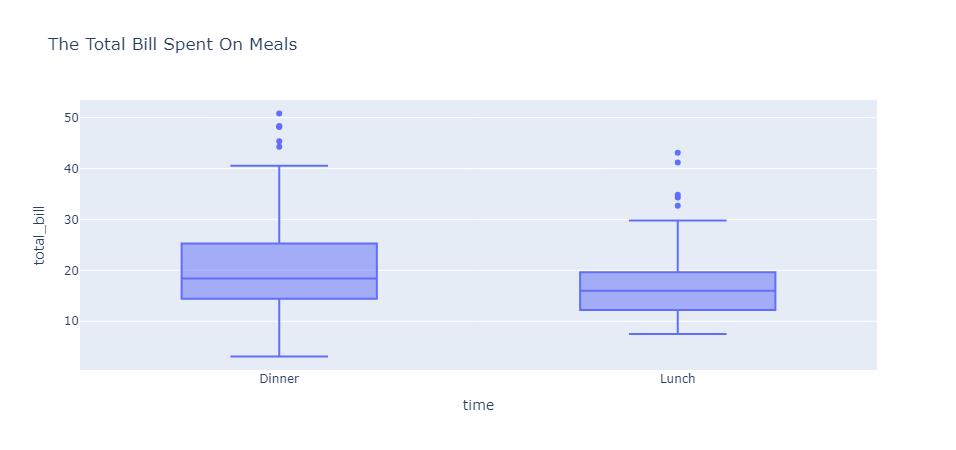 The Total Bill Spent On Meals
50
40
30
20
10
total_bill
Dinner
Lunch
time